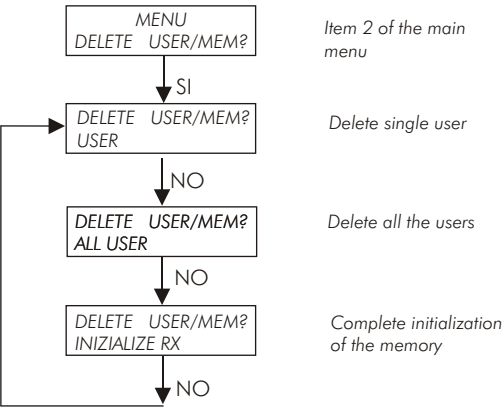 MENU
DELETE USER/MEM?
Item 2 of the main
menu
SI
DELETE USER/MEM?
USER
Delete single user
NO
DELETE USER/MEM?
ALL USER
Delete all the users
NO
DELETE USER/MEM?
INIZIALIZE RX
Complete initialization
of the memory
NO